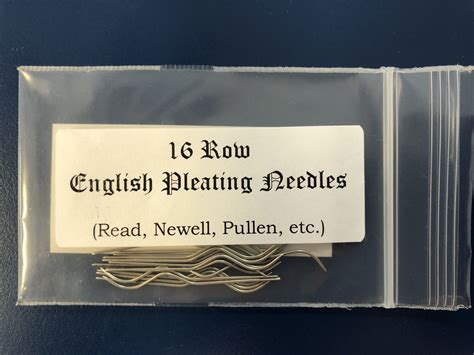 16 Row
English Pleating Needles
(Read, Newell, Pullen, etc.)